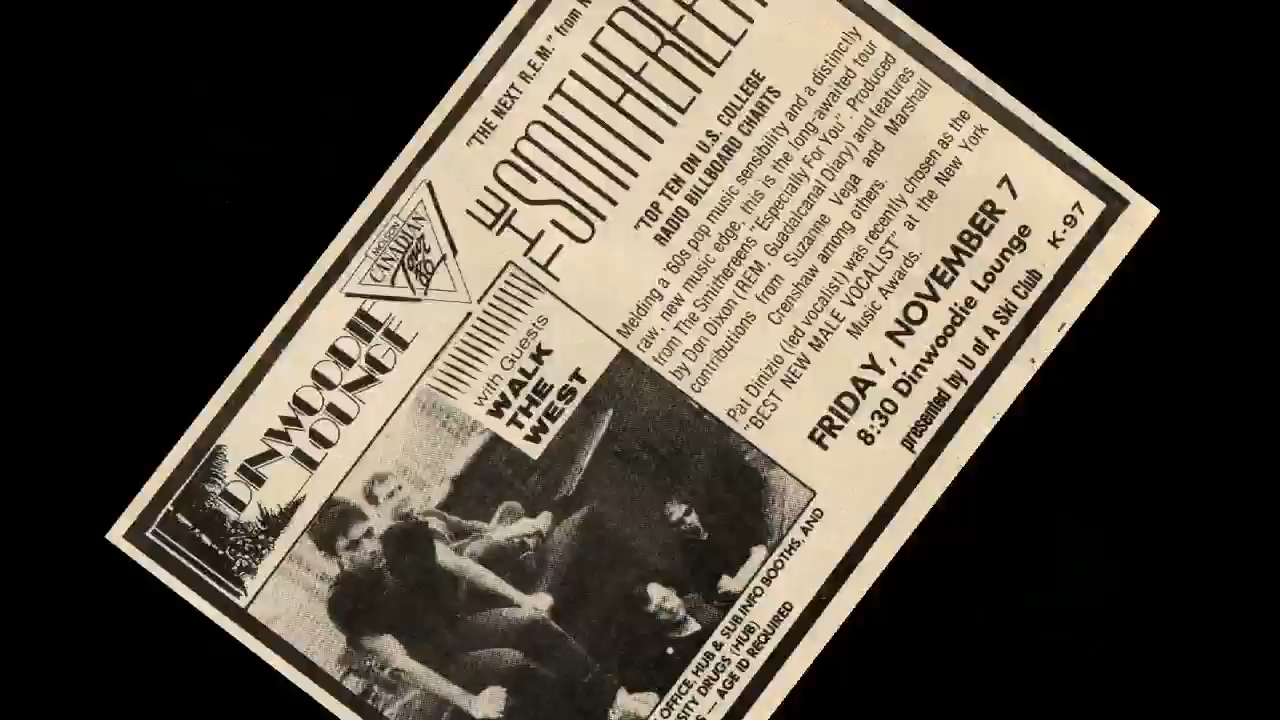 "THE NEXT R.E.M." from
THE SMITHEREEN
MOLSON
CANADIAN
Tour
86
DINWOODIE
LOUNGE
with Guests
WALK
THE
WEST
"TOP TEN ON U.S. COLLEGE
RADIO BILLBOARD CHARTS
Melding a '60s pop music sensibility and a distinctly
raw, new music edge, this is the long-awaited tour
from The Smithereens "Especially For You". Produced
by Don Dixon (REM, Guadalcanal Diary) and features
contributions from Suzanne Vega and Marshall
Crenshaw among others.
Pat Dinizio (led vocalist) was recently chosen as the
"BEST NEW MALE VOCALIST" at the New York
Music Awards.
FRIDAY, NOVEMBER 7
8:30 Dinwoodie Lounge
presented by U of A Ski Club K-97
OFFICE, HUB & SUB INFO BOOTHS, AND
SITY DRUGS (HUB)
— AGE ID REQUIRED